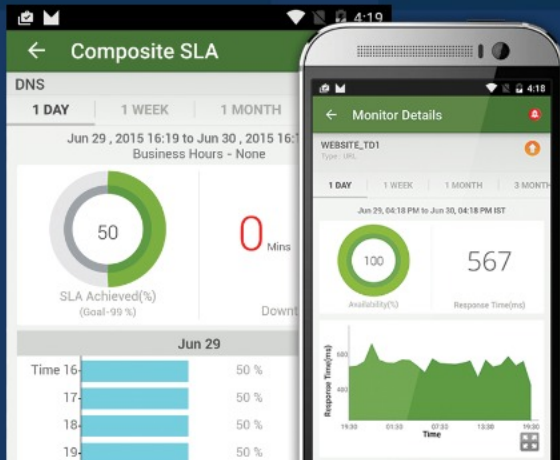 4:19
Composite SLA
DNS
1 DAY 1 WEEK 1 MONTH
Jun 29 , 2015 16:19 to Jun 30 , 2015 16:1
Business Hours - None
50
SLA Achieved(%)
(Goal-99 %)
0 Mins
Downt
Jun 29
Time 16 50 %
17 50 %
18 50 %
19 50 %
4:18
Monitor Details
WEBSITE_TD1
Type : URL
1 DAY 1 WEEK 1 MONTH 3 MONTH
Jun 29, 04:18 PM to Jun 30, 04:18 PM IST
100
Availability(%)
567
Response Time(ms)
Response Time(ms)
680
480
19:30 01:30 07:30 13:30 19:30
Time